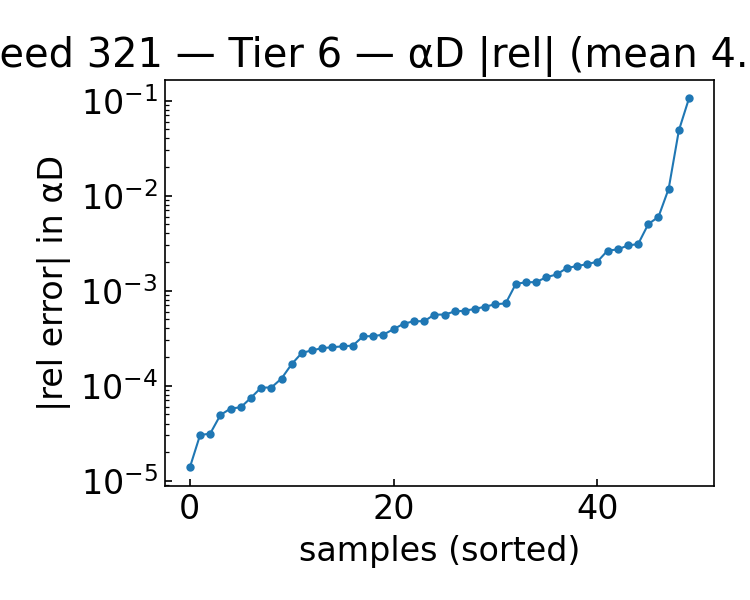 eed 321 — Tier 6 — αD |rel| (mean 4.
10⁻¹
10⁻²
10⁻³
10⁻⁴
10⁻⁵
|rel error| in αD
0 20 40
samples (sorted)